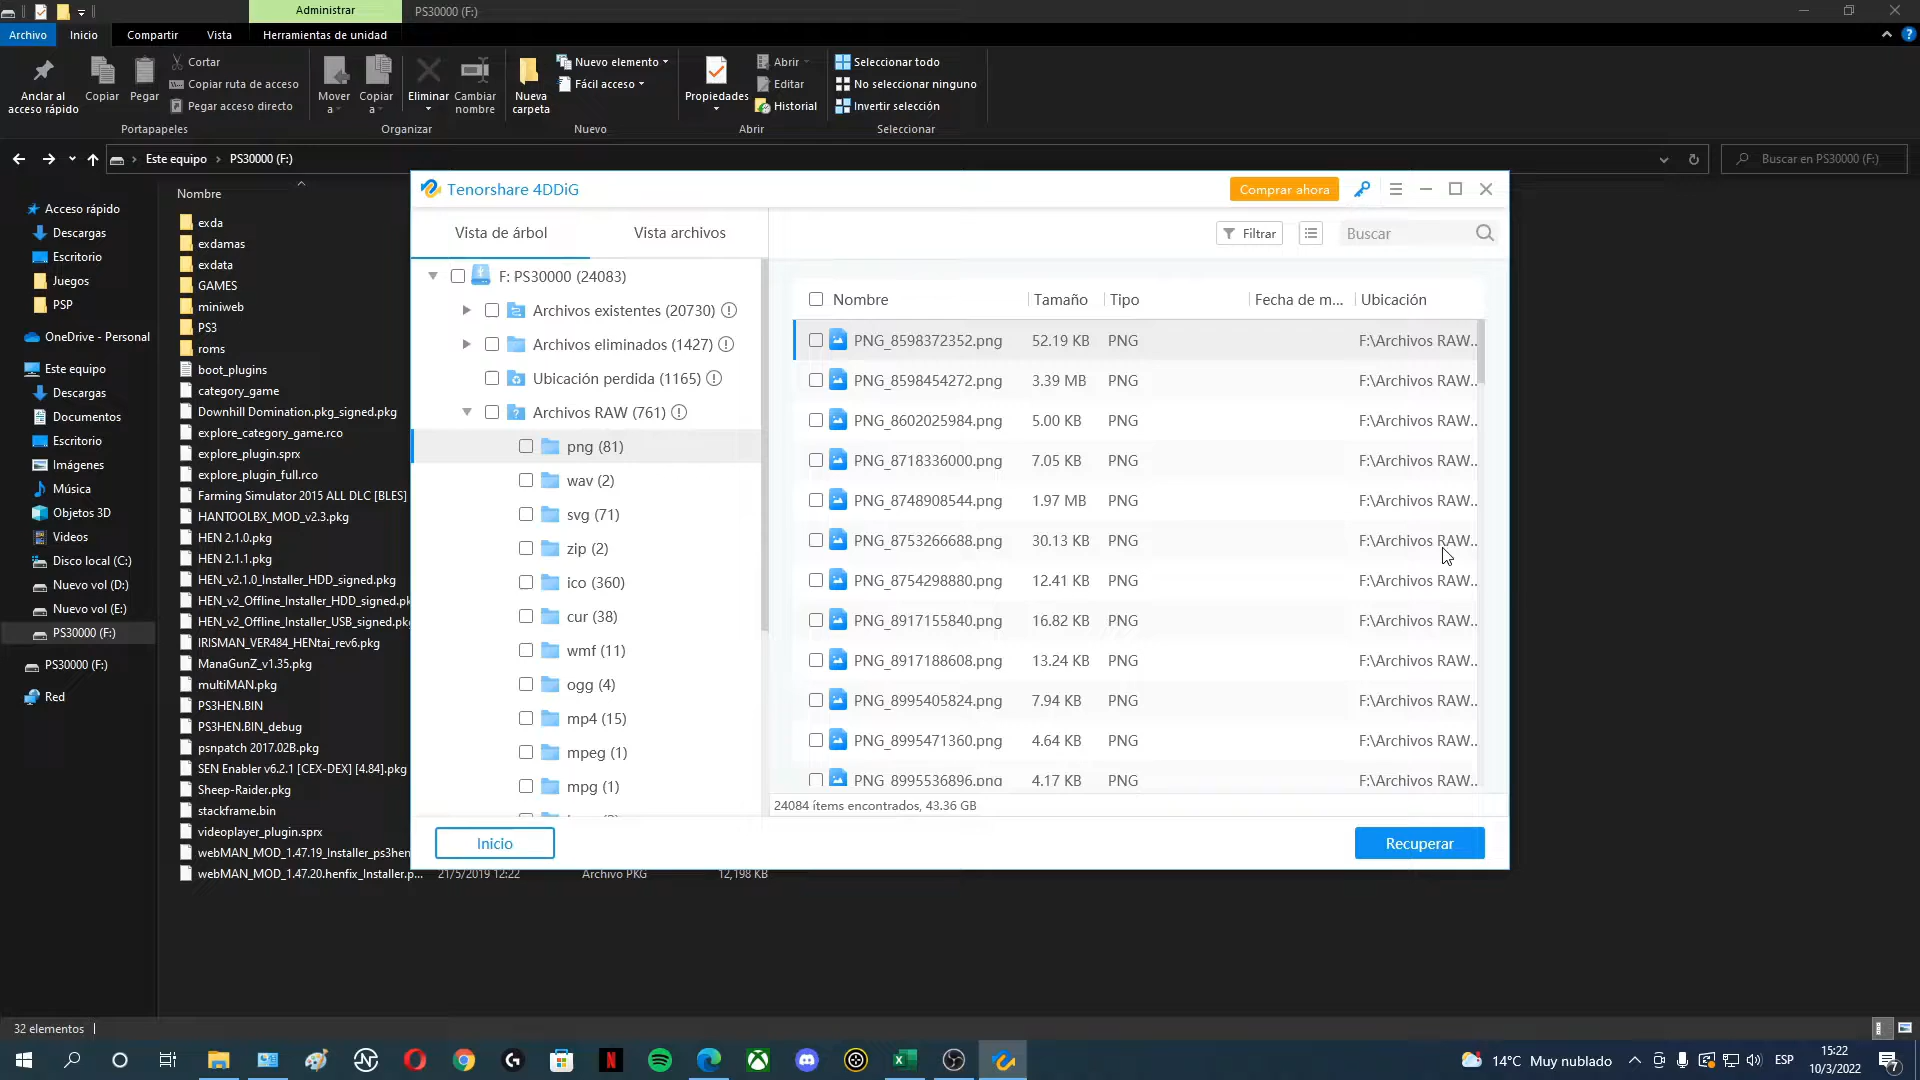 Administrar
PS30000 (F:)
Archivo
Inicio
Compartir
Vista
Herramientas de unidad
Anclar al
acceso rápido
Copiar
Pegar
Cortar
Copiar ruta de acceso
Pegar acceso directo
Portapapeles
Mover
a
Copiar
a
Eliminar
Cambiar
nombre
Organizar
Nueva
carpeta
Nuevo elemento
Fácil acceso
Nuevo
Propiedades
Abrir
Editar
Historial
Abrir
Seleccionar todo
No seleccionar ninguno
Invertir selección
Seleccionar
Este equipo
PS30000 (F:)
Buscar en PS30000 (F:)
Acceso rápido
Descargas
Escritorio
Juegos
PSP
OneDrive - Personal
Este equipo
Descargas
Documentos
Escritorio
Imágenes
Música
Objetos 3D
Videos
Disco local (C:)
Nuevo vol (D:)
Nuevo vol (E:)
PS30000 (F:)
PS30000 (F:)
Red
Nombre
exda
exdamas
exdata
GAMES
miniweb
PS3
roms
boot_plugins
category_game
Downhill Domination.pkg_signed.pkg
explore_category_game.rco
explore_plugin.sprx
explore_plugin_full.rco
Farming Simulator 2015 ALL DLC [BLES]
HANTOOLBX_MOD_v2.3.pkg
HEN 2.1.0.pkg
HEN 2.1.1.pkg
HEN_v2.1.0_Installer_HDD_signed.pkg
HEN_v2_Offline_Installer_HDD_signed.pk
HEN_v2_Offline_Installer_USB_signed.pkg
IRISMAN_VER484_HENtai_rev6.pkg
ManaGunZ_v1.35.pkg
multiMAN.pkg
PS3HEN.BIN
PS3HEN.BIN_debug
psnpatch 2017.02B.pkg
SEN Enabler v6.2.1 [CEX-DEX] [4.84].pkg
Sheep-Raider.pkg
stackframe.bin
videoplayer_plugin.sprx
webMAN_MOD_1.47.19_Installer_ps3hen
webMAN_MOD_1.47.20.henfix_Installer.p... 21/5/2019 12:22 Archivo PKG 12,198 KB
Tenorshare 4DDiG
Comprar ahora
Vista de árbol
Vista archivos
Filtrar
Buscar
F: PS30000 (24083)
Archivos existentes (20730)
Archivos eliminados (1427)
Ubicación perdida (1165)
Archivos RAW (761)
png (81)
wav (2)
svg (71)
zip (2)
ico (360)
cur (38)
wmf (11)
ogg (4)
mp4 (15)
mpeg (1)
mpg (1)
Nombre Tamaño Tipo Fecha de m... Ubicación
PNG_8598372352.png 52.19 KB PNG F:\Archivos RAW...
PNG_8598454272.png 3.39 MB PNG F:\Archivos RAW...
PNG_8602025984.png 5.00 KB PNG F:\Archivos RAW...
PNG_8718336000.png 7.05 KB PNG F:\Archivos RAW...
PNG_8748908544.png 1.97 MB PNG F:\Archivos RAW...
PNG_8753266688.png 30.13 KB PNG F:\Archivos RAW...
PNG_8754298880.png 12.41 KB PNG F:\Archivos RAW...
PNG_8917155840.png 16.82 KB PNG F:\Archivos RAW...
PNG_8917188608.png 13.24 KB PNG F:\Archivos RAW...
PNG_8995405824.png 7.94 KB PNG F:\Archivos RAW...
PNG_8995471360.png 4.64 KB PNG F:\Archivos RAW...
PNG_8995536896.png 4.17 KB PNG F:\Archivos RAW...
24084 ítems encontrados, 43.36 GB
Inicio
Recuperar
32 elementos
14°C Muy nublado
ESP
15:22
10/3/2022
7